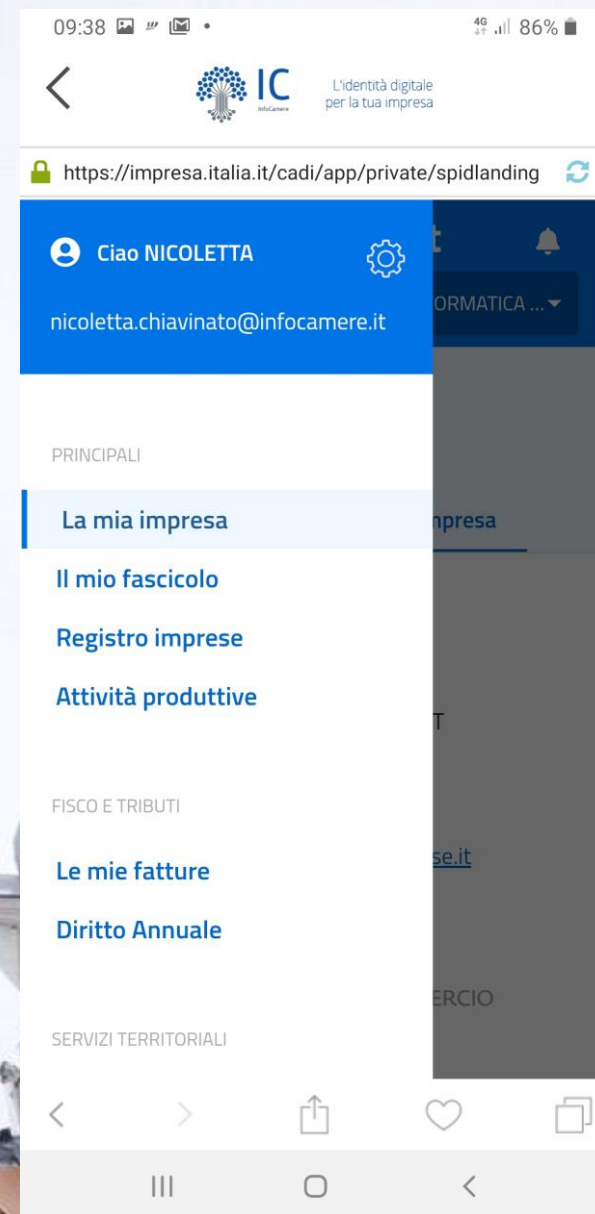 09:38
4G 86%
IC
InfoCamere
L'identità digitale
per la tua impresa
https://impresa.italia.it/cadi/app/private/spidlanding
Ciao NICOLETTA
t
nicoletta.chiavinato@infocamere.it
ORMATICA ...
PRINCIPALI
La mia impresa
npresa
Il mio fascicolo
Registro imprese
Attività produttive
T
FISCO E TRIBUTI
Le mie fatture
se.it
Diritto Annuale
ERCIO
SERVIZI TERRITORIALI